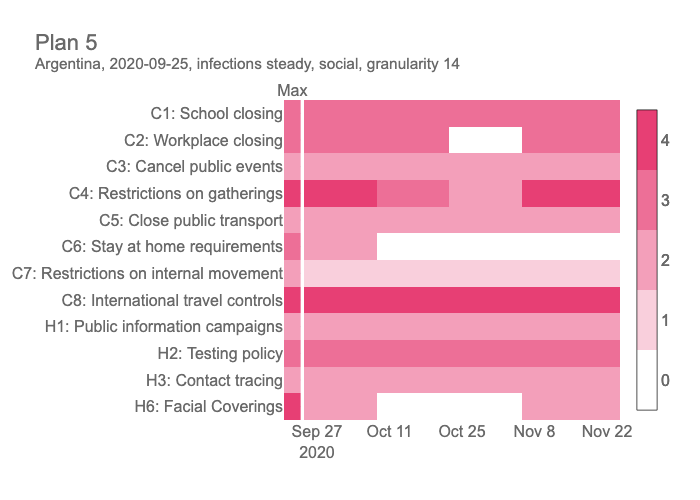 Plan 5
Argentina, 2020-09-25, infections steady, social, granularity 14
Max
C1: School closing
C2: Workplace closing
C3: Cancel public events
C4: Restrictions on gatherings
C5: Close public transport
C6: Stay at home requirements
C7: Restrictions on internal movement
C8: International travel controls
H1: Public information campaigns
H2: Testing policy
H3: Contact tracing
H6: Facial Coverings
4
3
2
1
0
Sep 27 Oct 11 Oct 25 Nov 8 Nov 22
2020